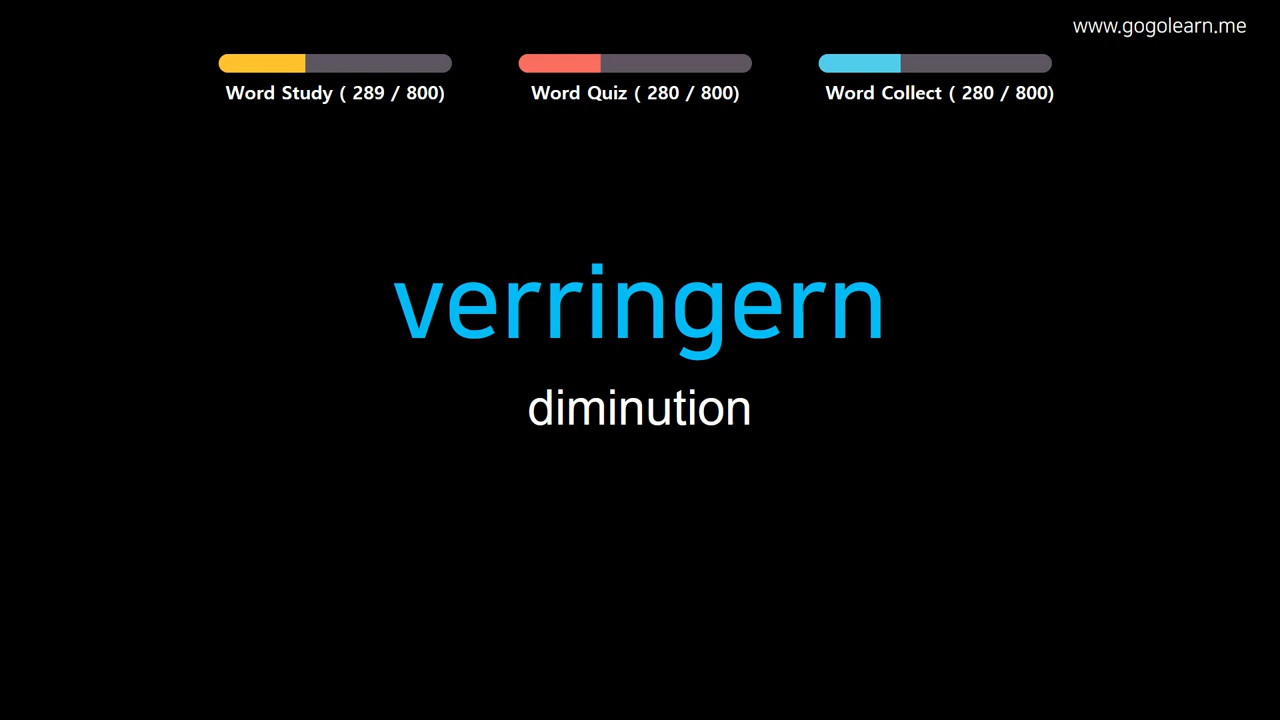 www.gogolearn.me
Word Study ( 289 / 800)
Word Quiz ( 280 / 800)
Word Collect ( 280 / 800)
verringern
diminution